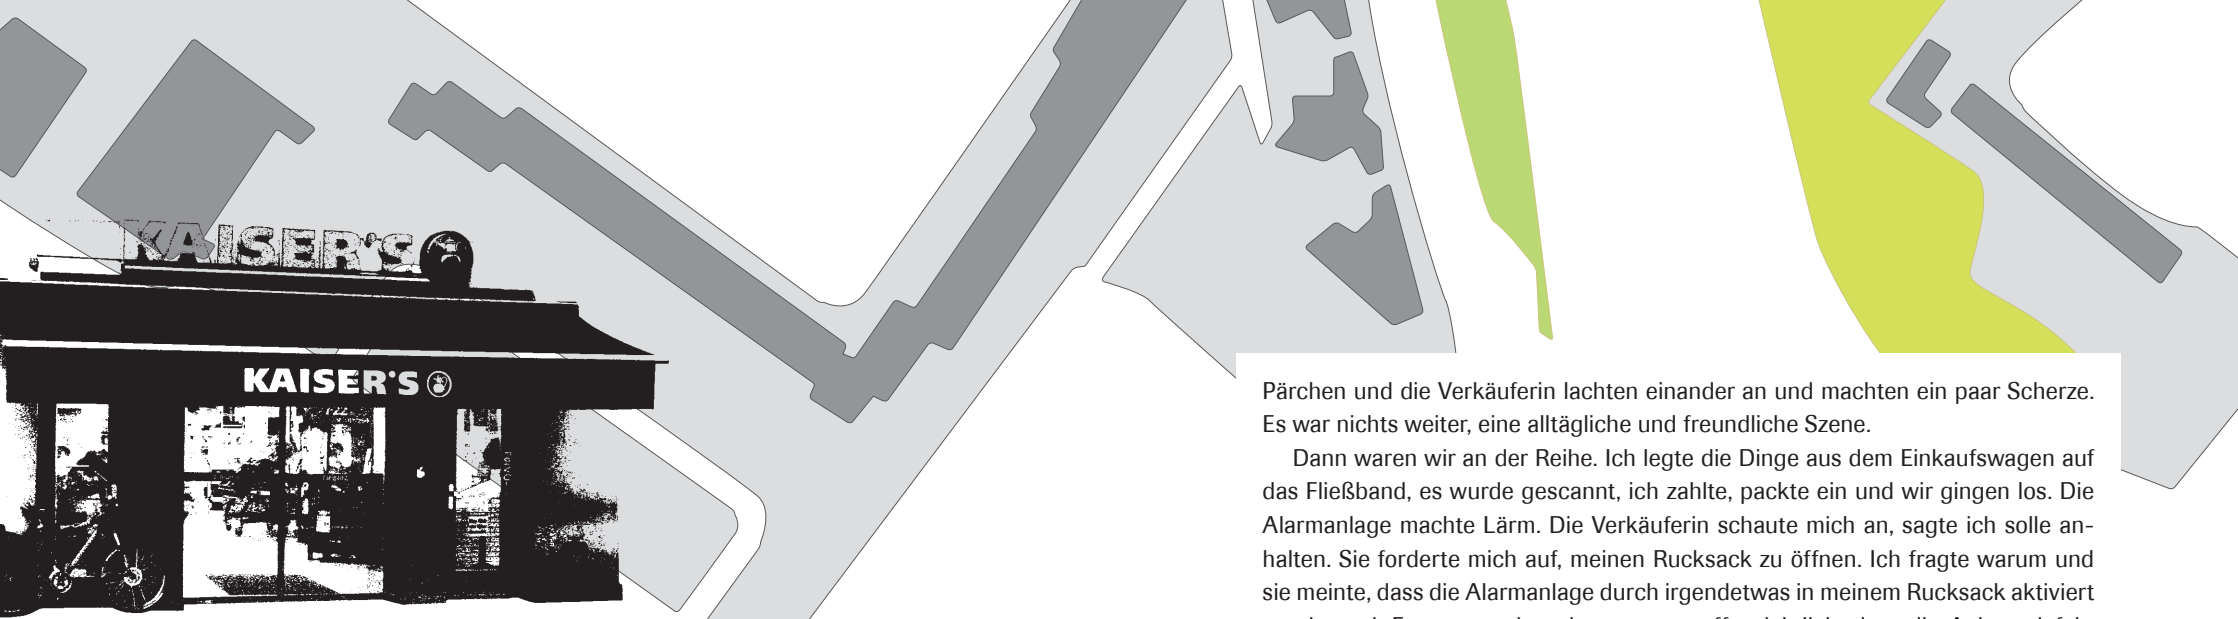 KAISER'S
KAISER'S
Pärchen und die Verkäuferin lachten einander an und machten ein paar Scherze.
Es war nichts weiter, eine alltägliche und freundliche Szene.
Dann waren wir an der Reihe. Ich legte die Dinge aus dem Einkaufswagen auf
das Fließband, es wurde gescannt, ich zahlte, packte ein und wir gingen los. Die
Alarmanlage machte Lärm. Die Verkäuferin schaute mich an, sagte ich solle an-
halten. Sie forderte mich auf, meinen Rucksack zu öffnen. Ich fragte warum und
sie meinte, dass die Alarmanlage durch irgendetwas in meinem Rucksack aktiviert